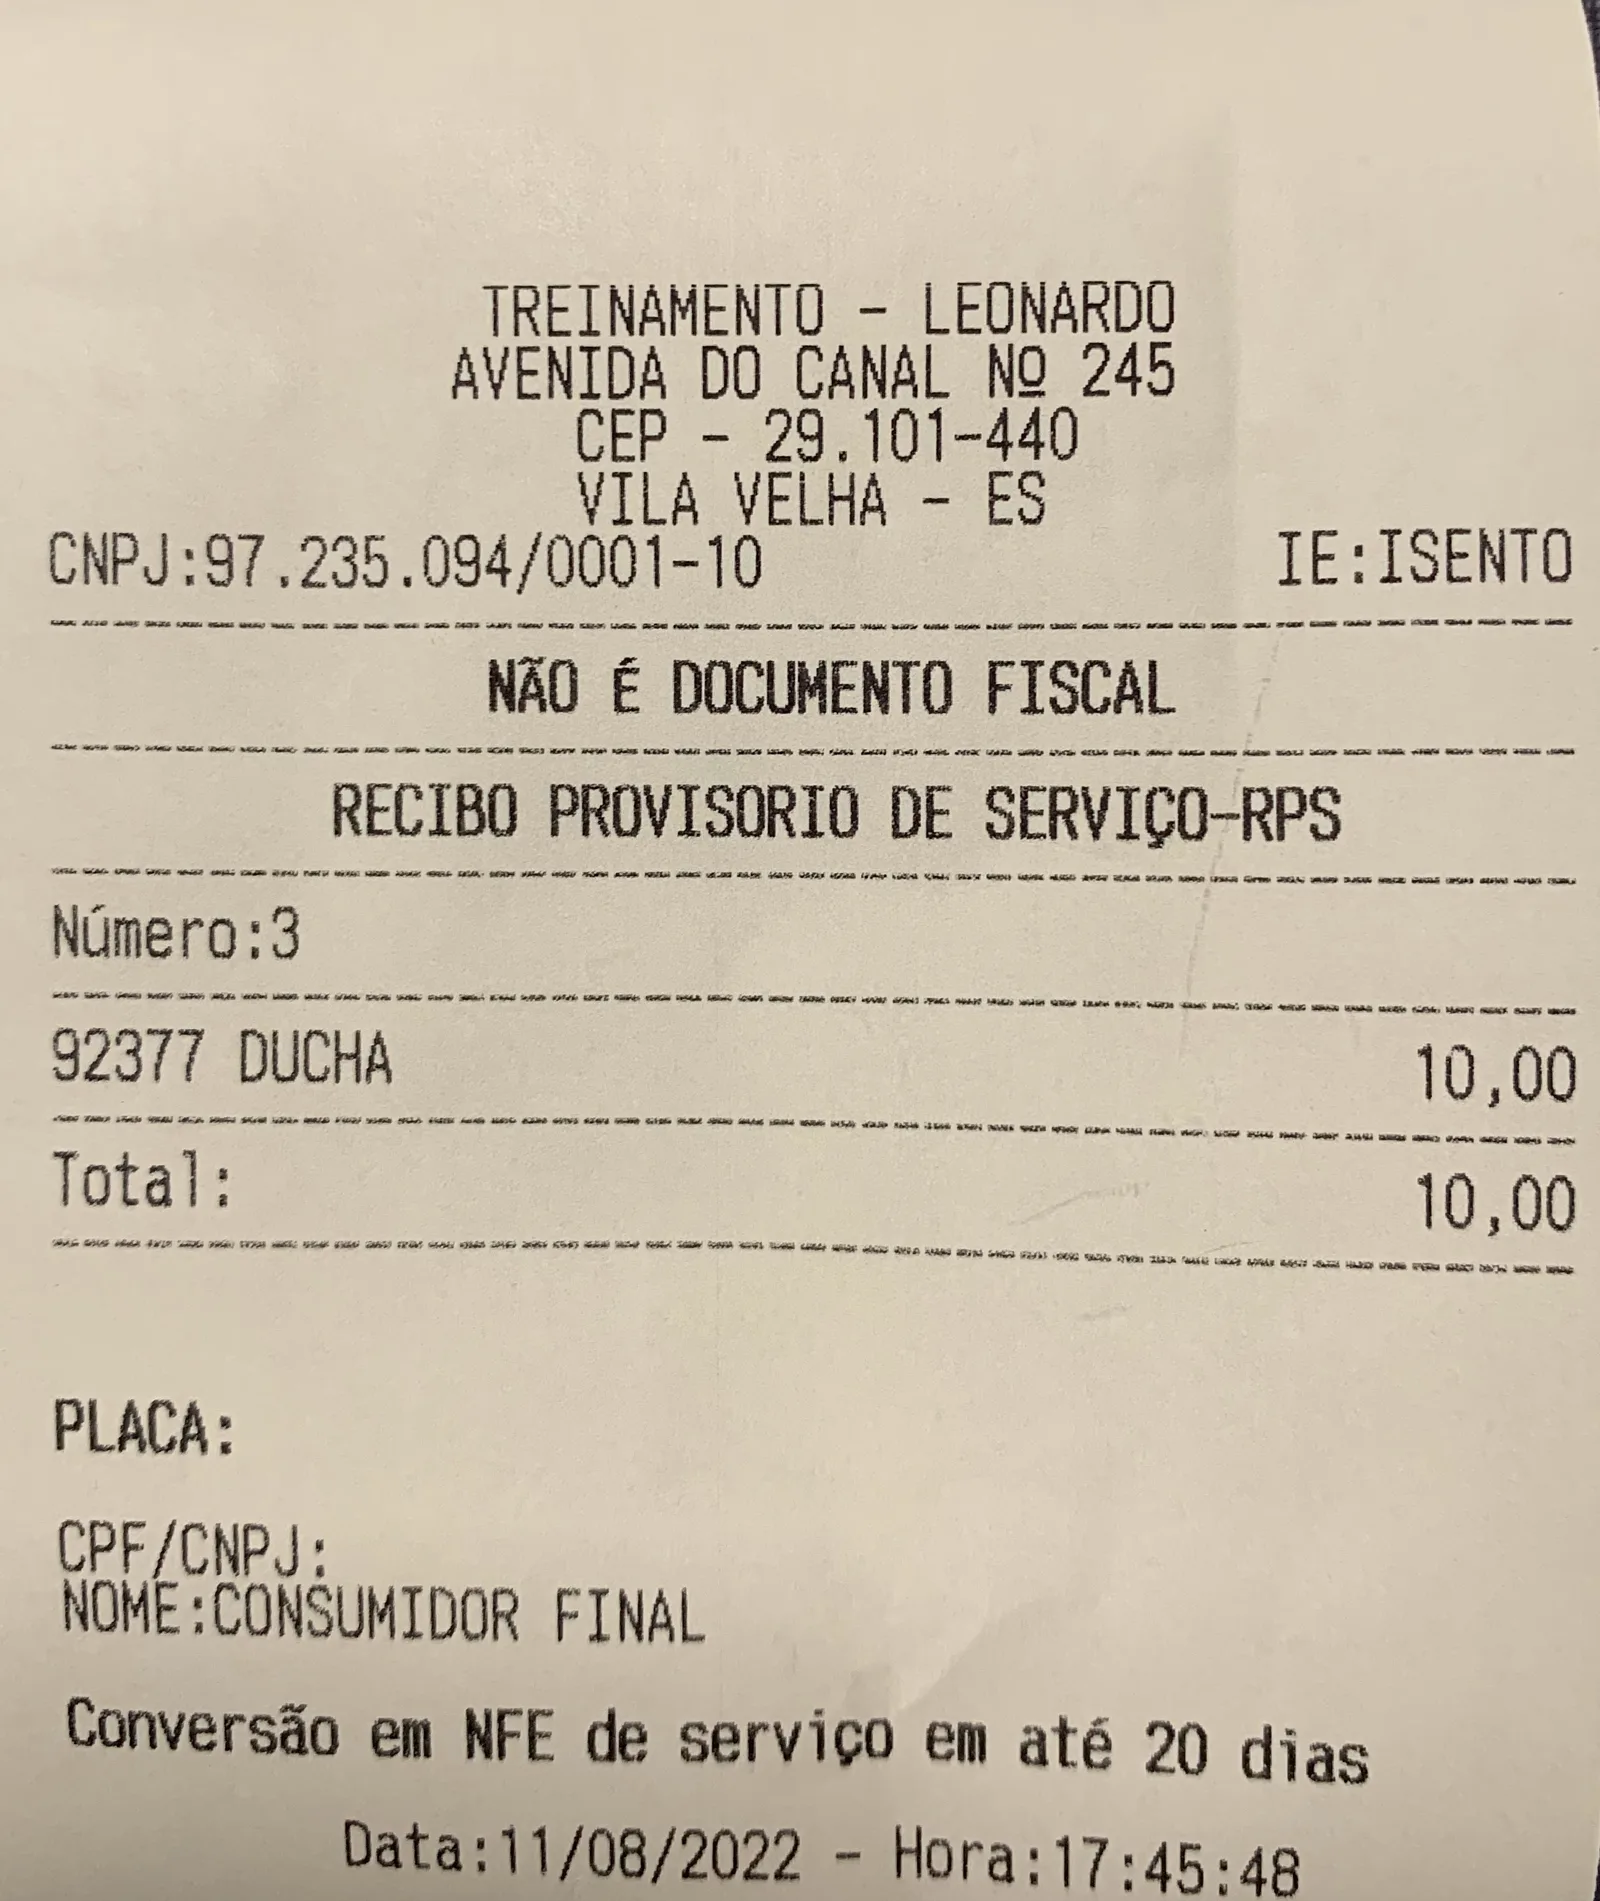 TREINAMENTO - LEONARDO
AVENIDA DO CANAL Nº 245
CEP - 29.101-440
VILA VELHA - ES
CNPJ:97.235.094/0001-10 IE:ISENTO
NÃO É DOCUMENTO FISCAL
RECIBO PROVISORIO DE SERVIÇO-RPS
Número:3
92377 DUCHA 10,00
Total: 10,00
PLACA:
CPF/CNPJ:
NOME:CONSUMIDOR FINAL
Conversão em NFE de serviço em até 20 dias
Data:11/08/2022 - Hora:17:45:48